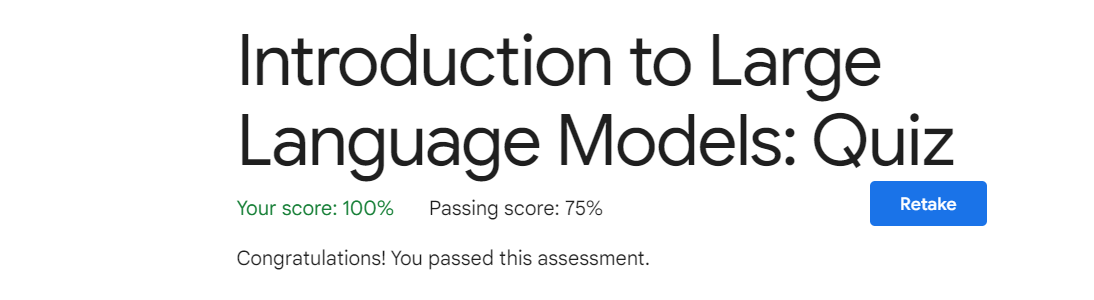 Introduction to Large
Language Models: Quiz
Your score: 100% Passing score: 75%
Retake
Congratulations! You passed this assessment.